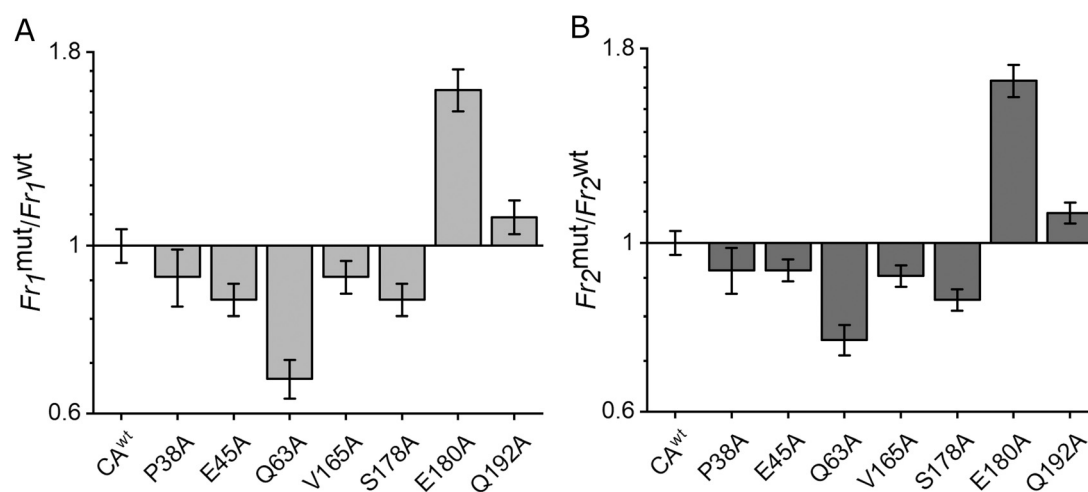 A
1.8
1
0.6
Fr1mut/Fr1wt
CAwt
P38A
E45A
Q63A
V165A
S178A
E180A
Q192A
B
1.8
1
0.6
Fr2mut/Fr2wt
CAwt
P38A
E45A
Q63A
V165A
S178A
E180A
Q192A